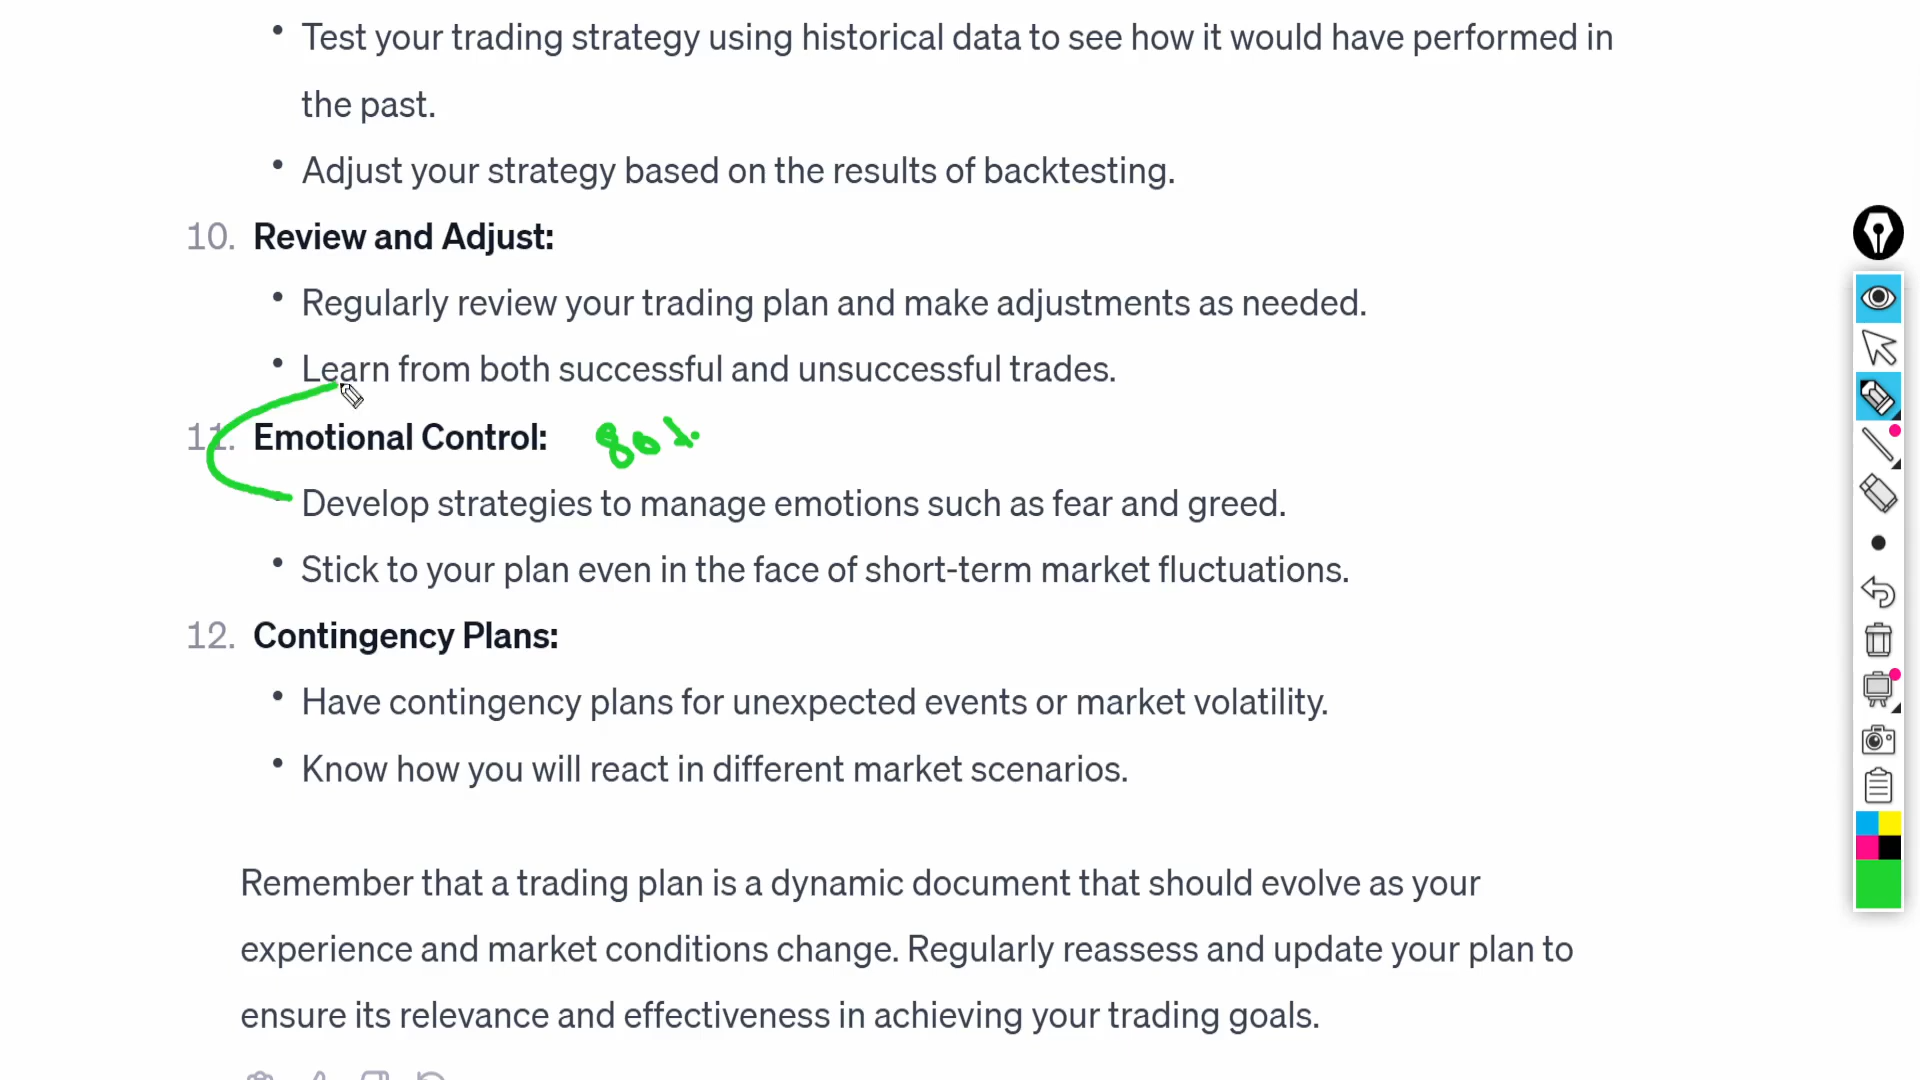 • Test your trading strategy using historical data to see how it would have performed in
the past.
• Adjust your strategy based on the results of backtesting.
10. Review and Adjust:
• Regularly review your trading plan and make adjustments as needed.
• Learn from both successful and unsuccessful trades.
11. Emotional Control: 80%
Develop strategies to manage emotions such as fear and greed.
• Stick to your plan even in the face of short-term market fluctuations.
12. Contingency Plans:
• Have contingency plans for unexpected events or market volatility.
• Know how you will react in different market scenarios.
Remember that a trading plan is a dynamic document that should evolve as your
experience and market conditions change. Regularly reassess and update your plan to
ensure its relevance and effectiveness in achieving your trading goals.